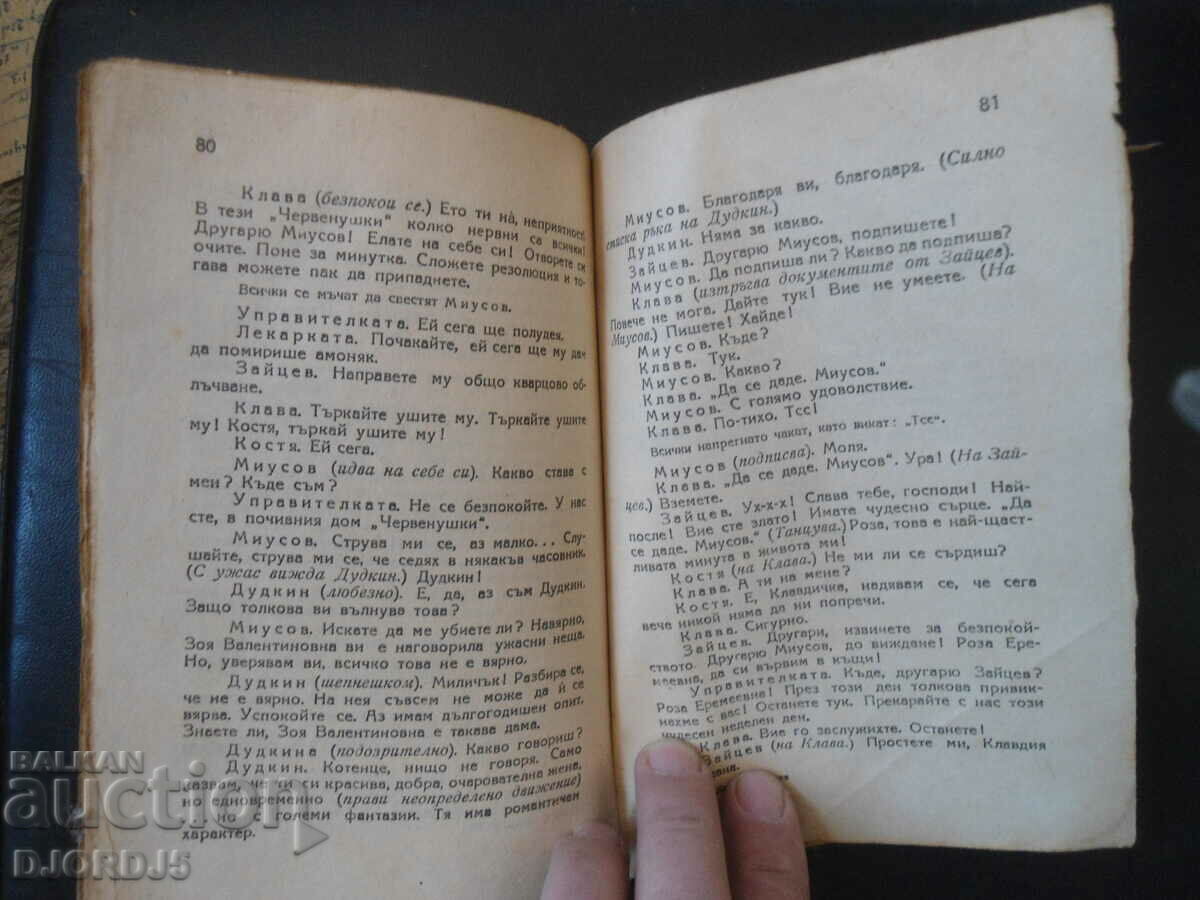 80
Клава (безпокои се.) Ето ти на̀, неприятност!
В тези „Червенушки" колко нервни са всички!
Другарю Миусов! Елате на себе си! Отворете си
очите. Поне за минутка. Сложете резолюция и то-
гава можете пак да припаднете.
Всички се мъчат да свестят Миусов.
Управителката. Ей сега ще полудея.
Лекарката. Почакайте, ей сега ще му дам
да помирише амоняк.
Зайцев. Направете му общо кварцово об-
лъчване.
Клава. Търкайте ушите му. Търкайте ушите
му! Костя, търкай ушите му!
Костя. Ей сега.
Миусов (идва на себе си). Какво става с
мен? Къде съм?
Управителката. Не се безпокойте. У нас
сте, в почивния дом „Червенушки".
Миусов. Струва ми се, аз малко... Слу-
шайте, струва ми се, че седях в някакъв часовник.
(С ужас вижда Дудкин.) Дудкин!
Дудкин (любезно). Е, да, аз съм Дудкин.
Защо толкова ви вълнува това?
Миусов. Искате да ме убиете ли? Навярно,
Зоя Валентиновна ви е наговорила ужасни неща.
Но, уверявам ви, всичко това не е вярно.
Дудкин (шепнешком). Миличък! Разбира се,
че не е вярно. На нея съвсем не може да ѝ се
вярва. Успокойте се. Аз имам дългогодишен опит.
Знаете ли, Зоя Валентиновна е такава дама.
Дудкина (подозрително). Какво говориш?
Дудкин. Котенце, нищо не говоря. Само
казвам, че ти си красива, добра, очарователна жена,
но едновременно (прави неопределено движение)
но с големи фантазии. Тя има романтичен
характер.
81
Миусов. Благодаря ви, благодаря. (Силно
стиска ръка на Дудкин.)
Дудкин. Няма за какво.
Зайцев. Другарю Миусов, подпишете!
Миусов. Да подпиша ли? Какво да подпиша?
Клава (изтръгва документите от Зайцев).
Повече не мога. Дайте тук! Вие не умеете. (На
Миусов.) Пишете! Хайде!
Миусов. Къде?
Клава. Тук.
Миусов. Какво?
Клава. „Да се даде. Миусов."
Миусов. С голямо удоволствие.
Клава. По-тихо. Тсс!
Всички напрегнато чакат, като викат: „Тсс".
Миусов (подписва). Моля.
Клава. „Да се даде. Миусов". Ура! (На Зай-
цев.) Вземете.
Зайцев. Ух-х-х! Слава тебе, господи! Най-
после! Вие сте злато! Имате чудесно сърце. „Да
се даде. Миусов." (Танцува.) Роза, това е най-щаст-
ливата минута в живота ми!
Костя (на Клава.) Не ми ли се сърдиш?
Клава. А ти на мене?
Костя. Е, Клавдичка, надявам се, че сега
вече никой няма да ни попречи.
Клава. Сигурно.
Зайцев. Другари, извинете за безпокой-
ството. Другарю Миусов, до виждане! Роза Ере-
меевна, да си вървим в къщи!
Управителката. Къде, другарю Зайцев?
Роза Еремеевна! През този ден толкова привик-
нехме с вас! Останете тук. Прекарайте с нас този
чудесен неделен ден.
Клава. Вие го заслужихте. Останете!
Зайцев (на Клава.) Простете ми, Клавдия
BALKAN
auction
DJORDJ5